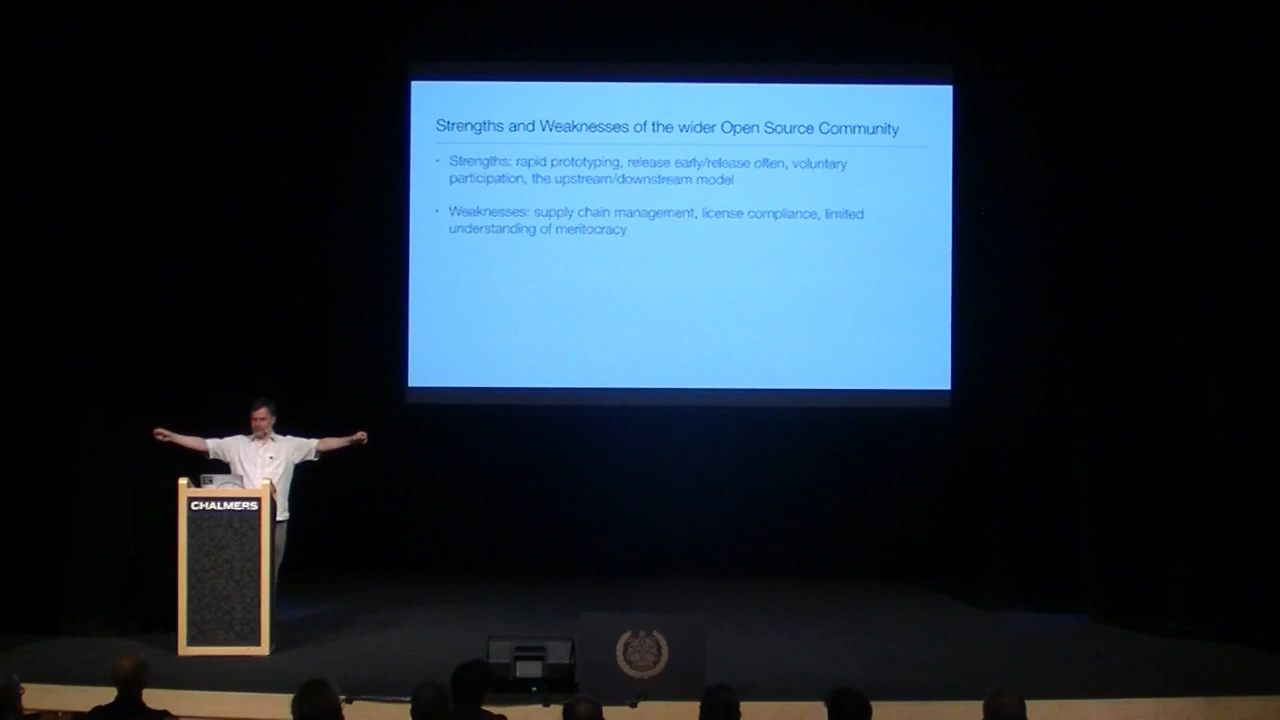 Strengths and Weaknesses of the wider Open Source Community
· Strengths: rapid prototyping, release early/release often, voluntary
participation, the upstream/downstream model
· Weaknesses: supply chain management, license compliance, limited
understanding of meritocracy
CHALMERS